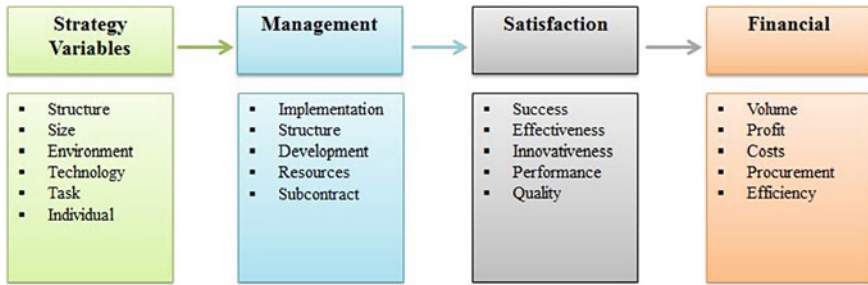 Strategy
Variables
Management
Satisfaction
Financial
▪ Structure
▪ Size
▪ Environment
▪ Technology
▪ Task
▪ Individual
▪ Implementation
▪ Structure
▪ Development
▪ Resources
▪ Subcontract
▪ Success
▪ Effectiveness
▪ Innovativeness
▪ Performance
▪ Quality
▪ Volume
▪ Profit
▪ Costs
▪ Procurement
▪ Efficiency